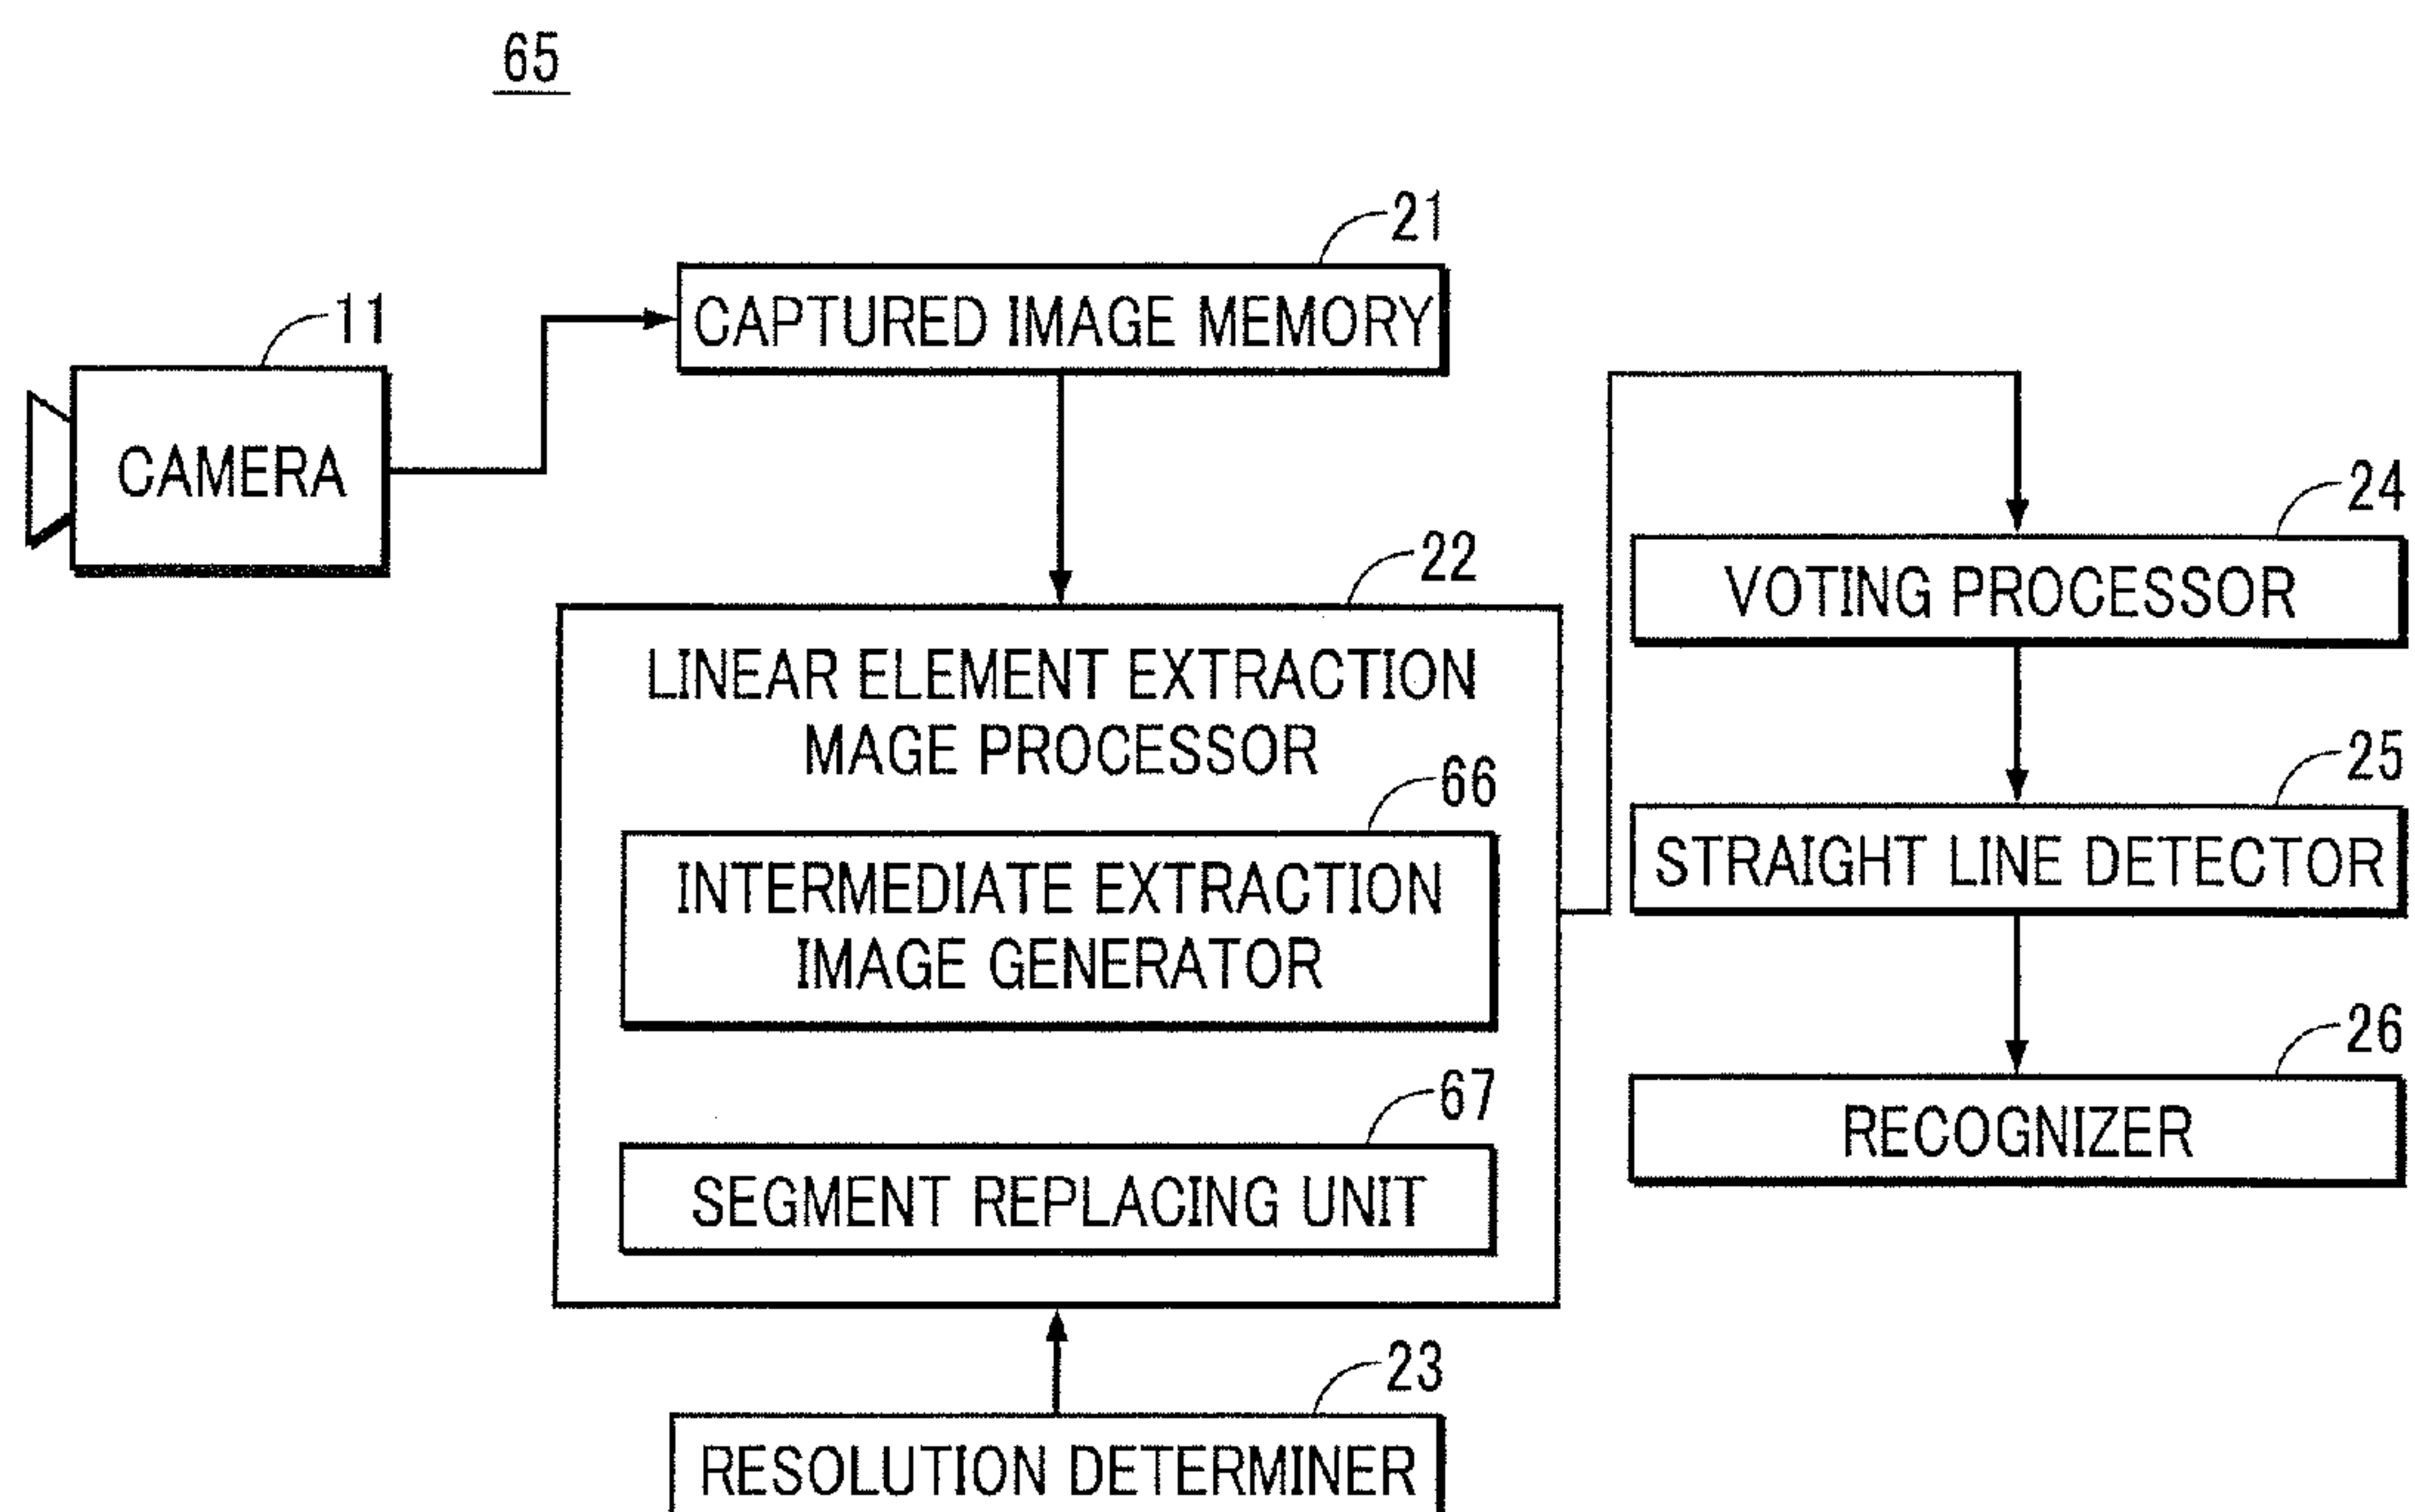 65
21
CAPTURED IMAGE MEMORY
11
CAMERA
22
LINEAR ELEMENT EXTRACTION
MAGE PROCESSOR
66
INTERMEDIATE EXTRACTION
IMAGE GENERATOR
67
SEGMENT REPLACING UNIT
23
RESOLUTION DETERMINER
24
VOTING PROCESSOR
25
STRAIGHT LINE DETECTOR
26
RECOGNIZER